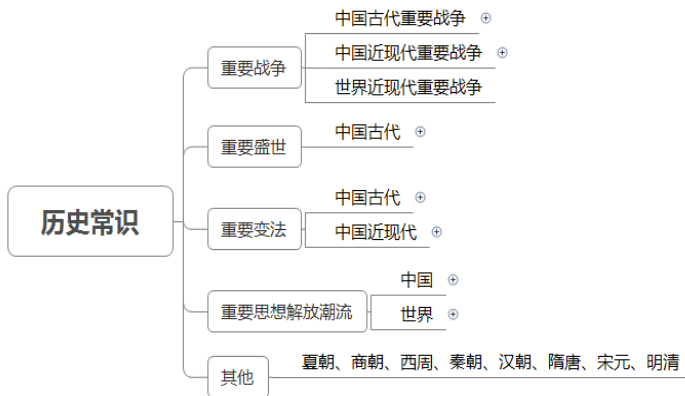 中国古代重要战争
重要战争
中国近现代重要战争
世界近现代重要战争
重要盛世
中国古代
历史常识
中国古代
重要变法
中国近现代
中国
重要思想解放潮流
世界
其他
夏朝、商朝、西周、秦朝、汉朝、隋唐、宋元、明清